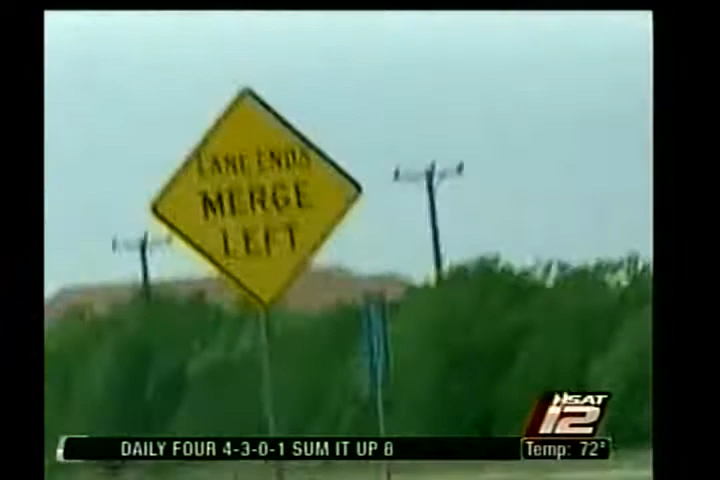 LANE ENDS
MERGE
LEFT
KSAT
12
DAILY FOUR 4-3-0-1 SUM IT UP 8
Temp: 72°